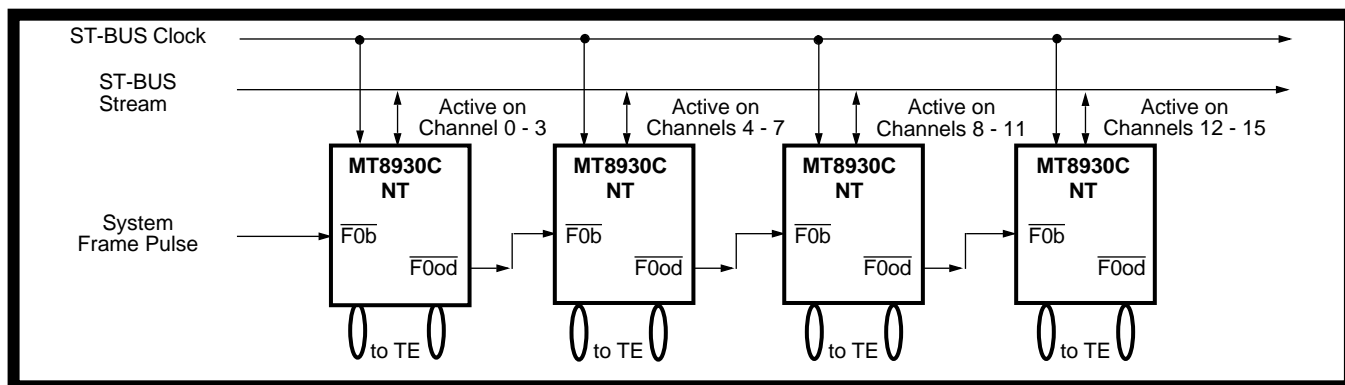 ST-BUS Clock
ST-BUS
Stream
Active on
Channel 0 - 3
Active on
Channels 4 - 7
Active on
Channels 8 - 11
Active on
Channels 12 - 15
MT8930C
NT
MT8930C
NT
MT8930C
NT
MT8930C
NT
System
Frame Pulse
F0b
F0od
F0b
F0od
F0b
F0od
F0b
F0od
to TE
to TE
to TE
to TE